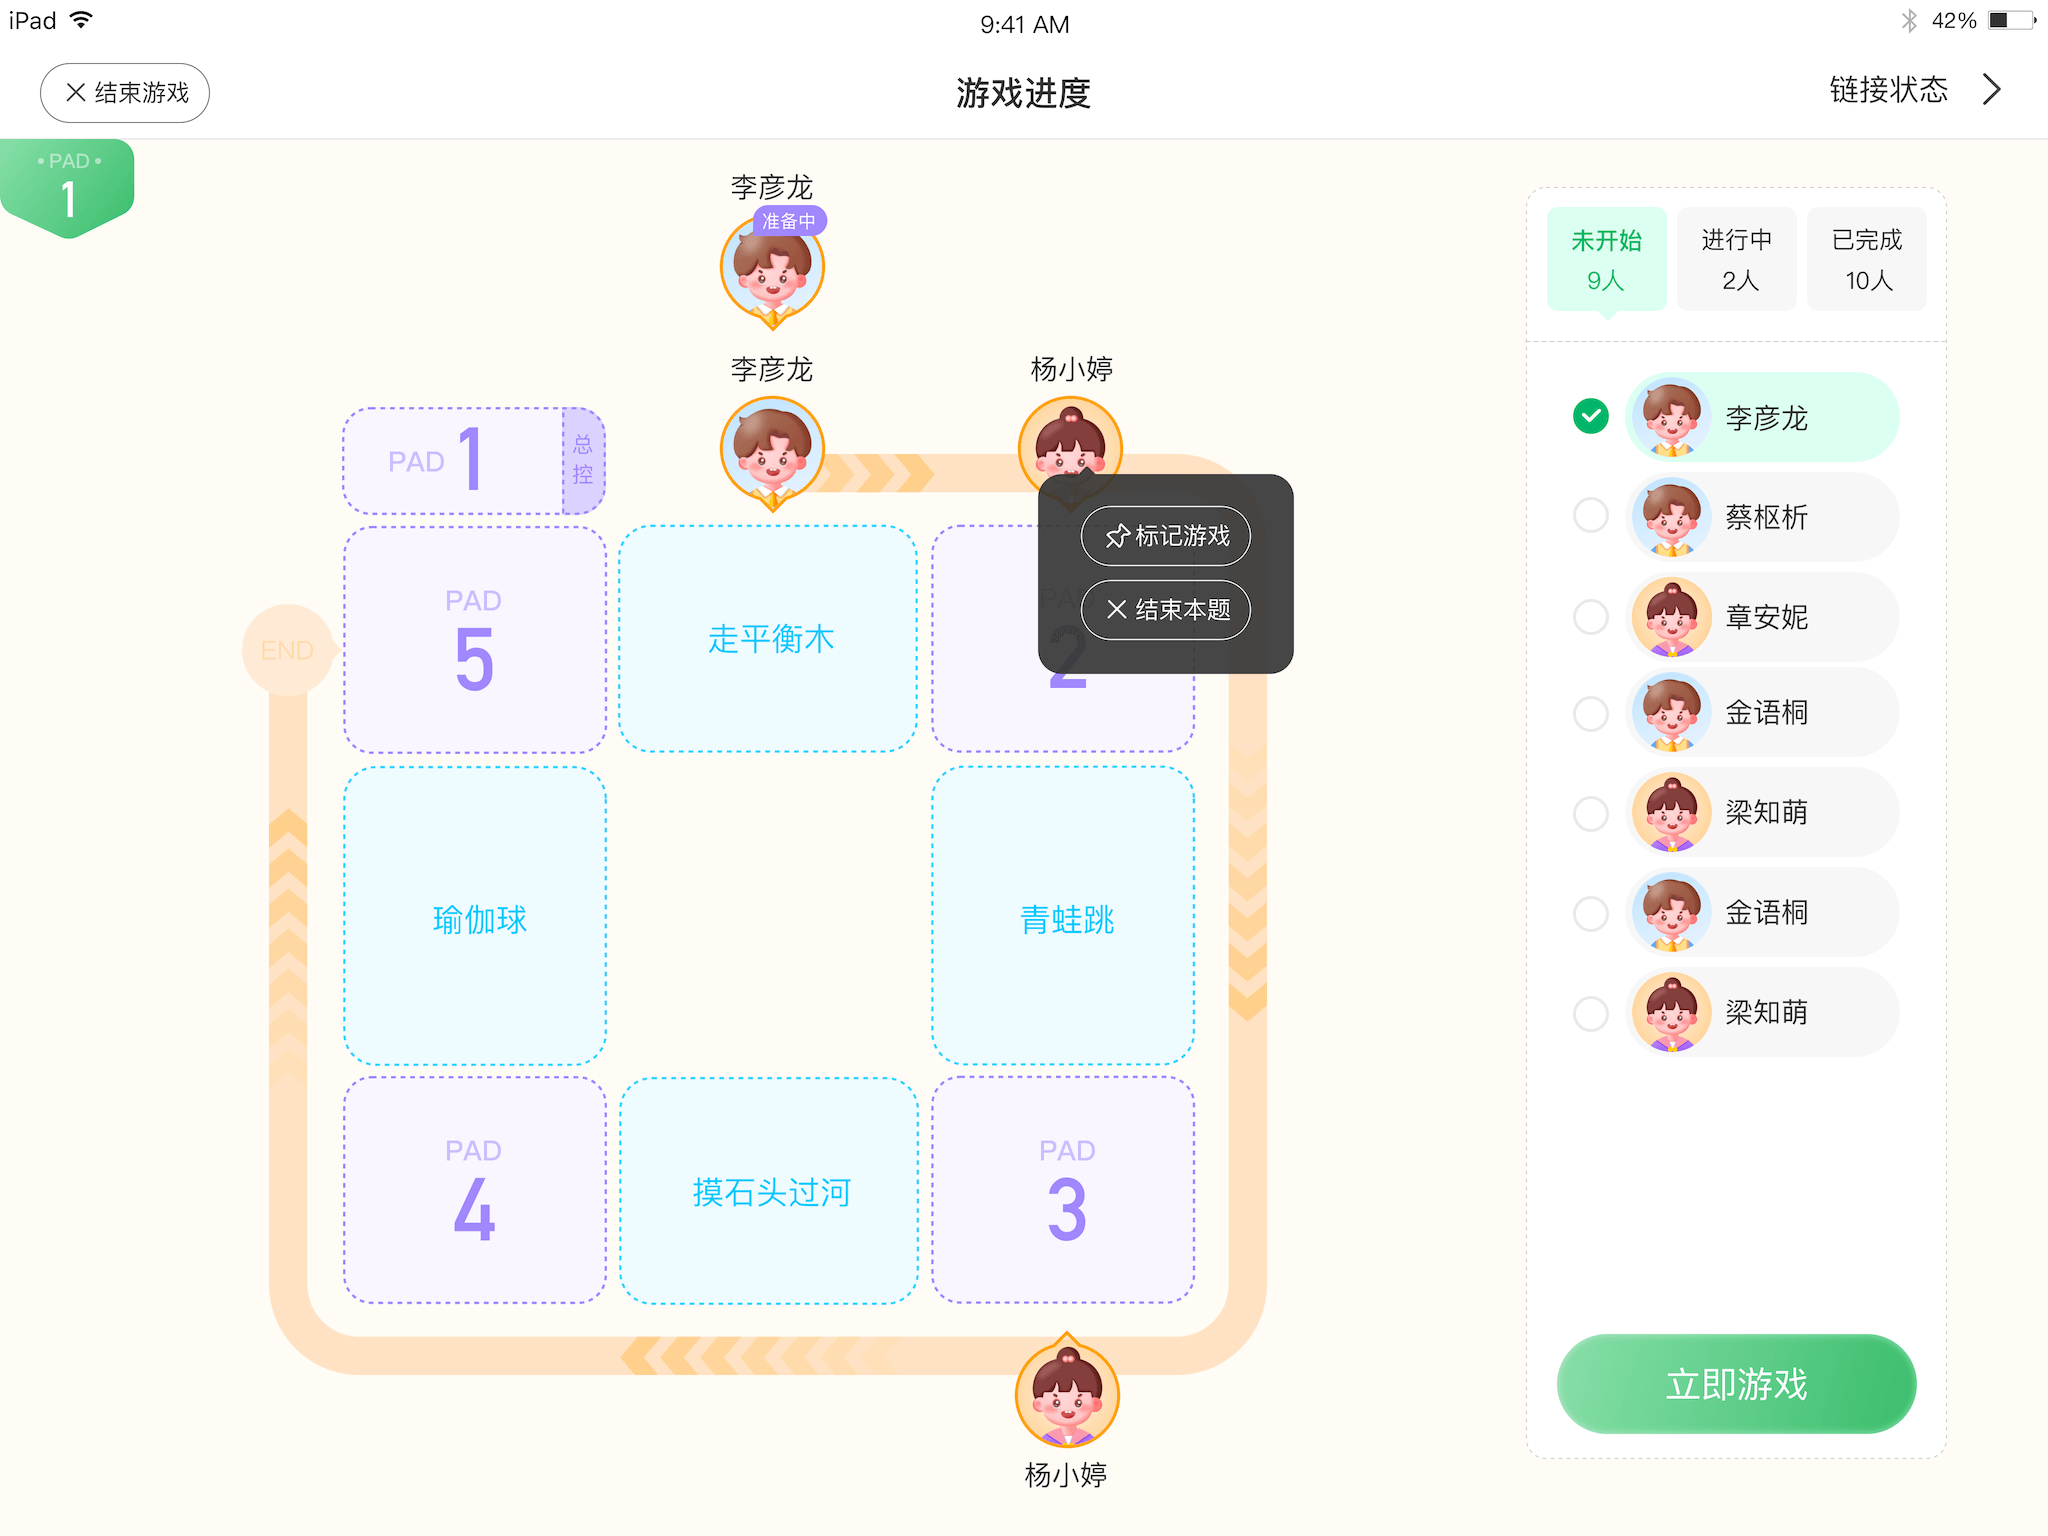 iPad
9:41 AM
42%
结束游戏
游戏进度
链接状态
•PAD•
1
李彦龙
准备中
李彦龙
杨小婷
PAD 1
总控
标记游戏
结束本题
END
PAD
5
走平衡木
PAD
2
瑜伽球
青蛙跳
PAD
4
摸石头过河
PAD
3
杨小婷
未开始
9人
进行中
2人
已完成
10人
李彦龙
蔡枢析
章安妮
金语桐
梁知萌
金语桐
梁知萌
立即游戏